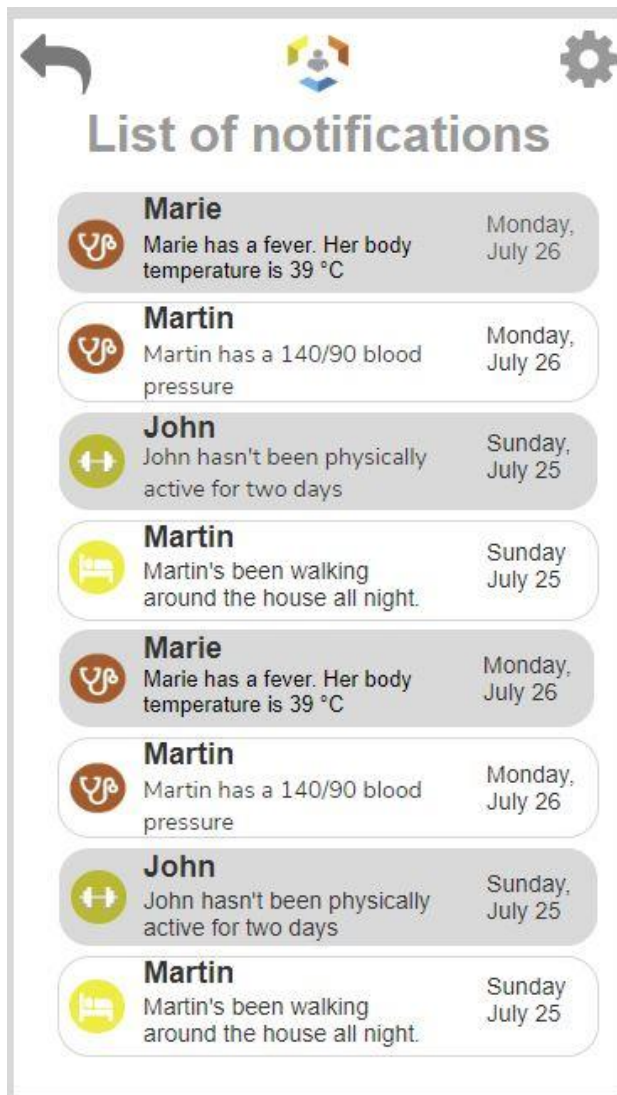 List of notifications
Marie
Marie has a fever. Her body
temperature is 39 °C
Monday,
July 26
Martin
Martin has a 140/90 blood
pressure
Monday,
July 26
John
John hasn't been physically
active for two days
Sunday,
July 25
Martin
Martin's been walking
around the house all night.
Sunday
July 25
Marie
Marie has a fever. Her body
temperature is 39 °C
Monday,
July 26
Martin
Martin has a 140/90 blood
pressure
Monday,
July 26
John
John hasn't been physically
active for two days
Sunday,
July 25
Martin
Martin's been walking
around the house all night.
Sunday
July 25